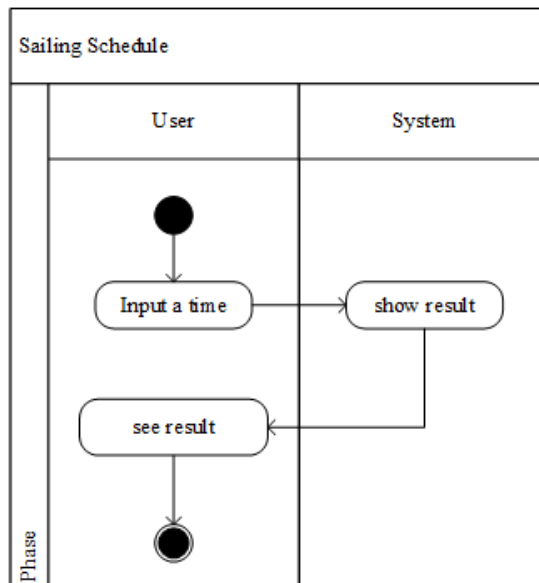 Sailing Schedule
User
System
Input a time
show result
see result
Phase